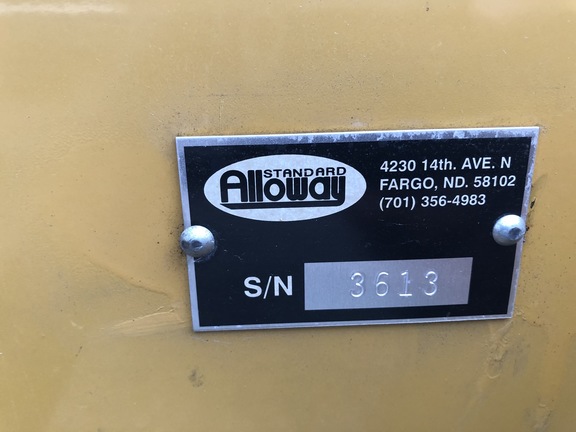 STANDARD
Alloway
4230 14th. AVE. N
FARGO, ND. 58102
(701) 356-4983
S/N 3613